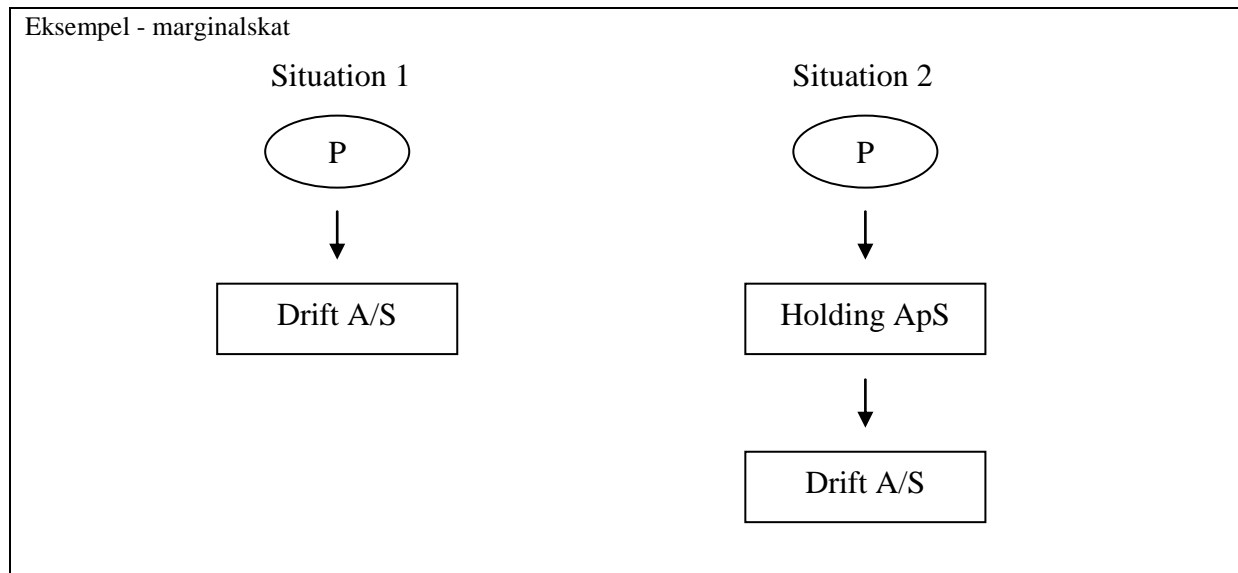 Eksempel - marginalskat
Situation 1 Situation 2
P P
Drift A/S Holding ApS
Drift A/S